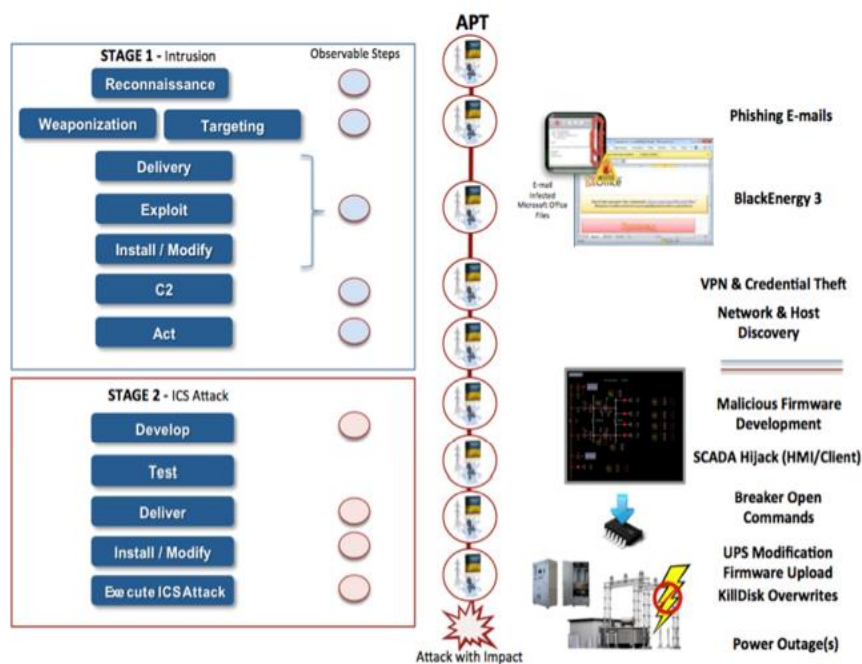 APT
STAGE 1 - Intrusion
Observable Steps
Reconnaissance
Weaponization
Targeting
Delivery
Exploit
Install / Modify
C2
Act
STAGE 2 - ICS Attack
Develop
Test
Deliver
Install / Modify
Execute ICS Attack
Attack with Impact
E-mail
Infected
Microsoft Office
Files
Office
Phishing E-mails
BlackEnergy 3
VPN & Credential Theft
Network & Host
Discovery
Malicious Firmware
Development
SCADA Hijack (HMI/Client)
Breaker Open
Commands
UPS Modification
Firmware Upload
KillDisk Overwrites
Power Outage(s)